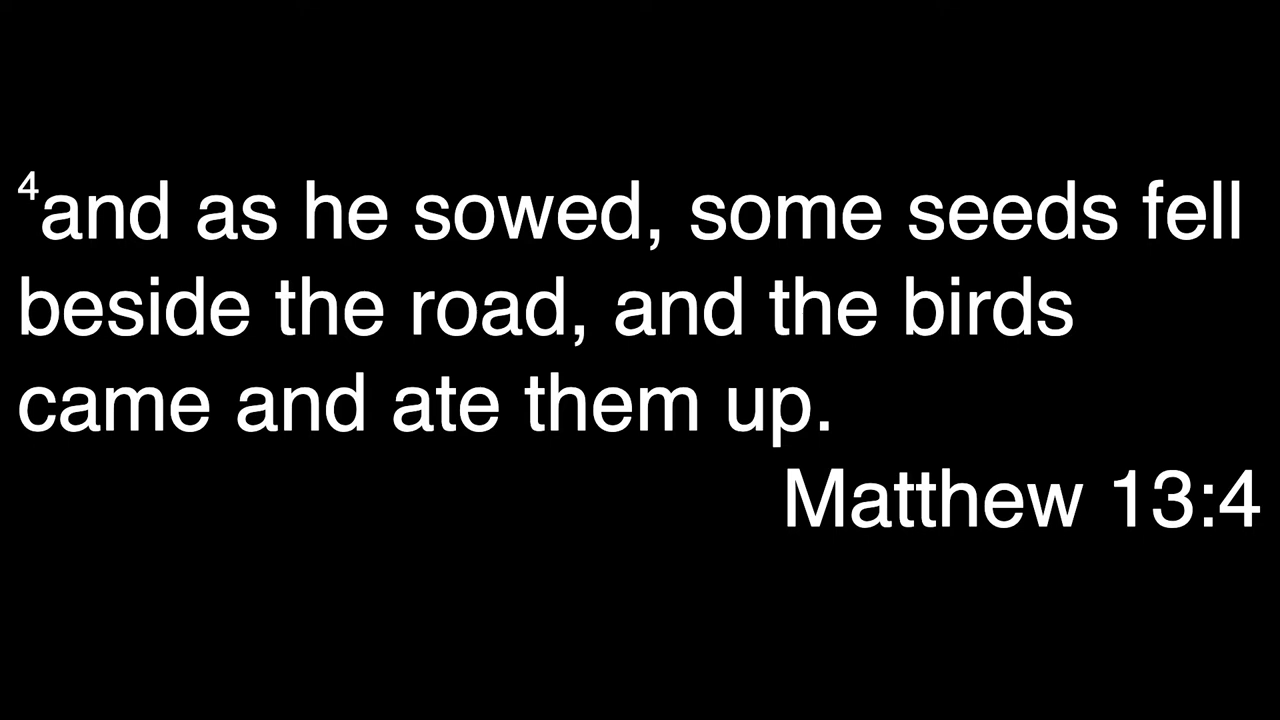 ⁴and as he sowed, some seeds fell
beside the road, and the birds
came and ate them up.
Matthew 13:4